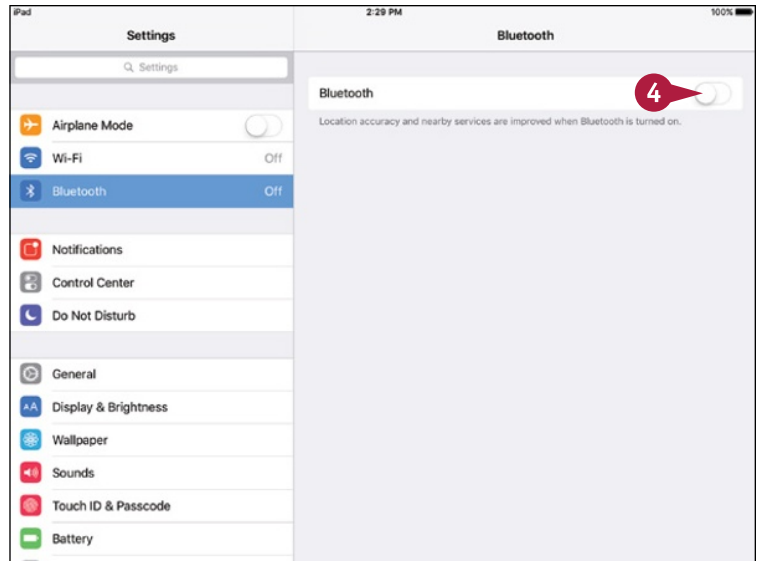 iPad 2:29 PM 100%
Settings
Bluetooth
Settings
Bluetooth
4
Location accuracy and nearby services are improved when Bluetooth is turned on.
Airplane Mode
Wi-Fi Off
Bluetooth Off
Notifications
Control Center
Do Not Disturb
General
AA Display & Brightness
Wallpaper
Sounds
Touch ID & Passcode
Battery